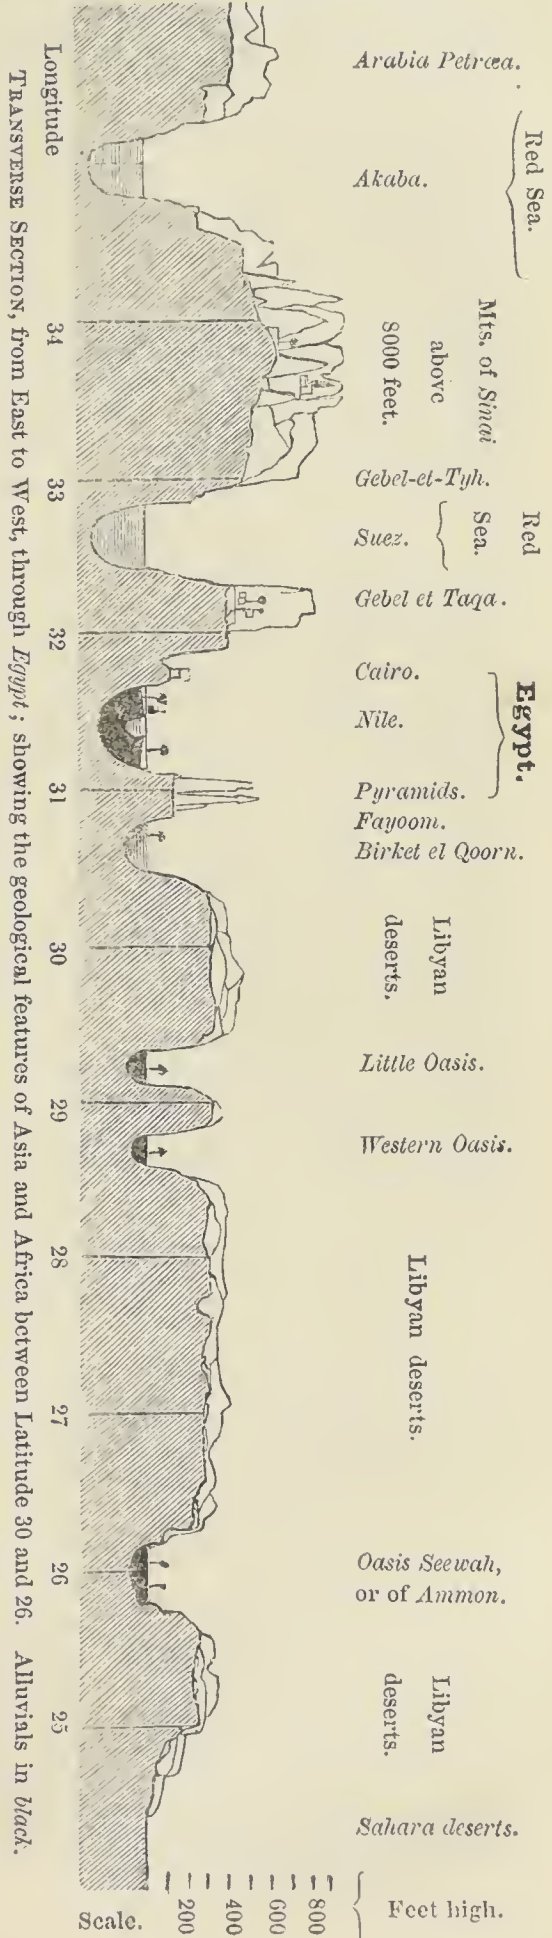 Arabia Petræa.
Red Sea.
Akaba.
Mts. of Sinai
above
8000 feet.
Gebel-et-Tyh.
Red
Sea.
Suez.
Gebel et Taqa.
Egypt.
Cairo.
Nile.
Pyramids.
Fayoom.
Birket el Qoorn.
Libyan
deserts.
Little Oasis.
Western Oasis.
Libyan deserts.
Oasis Seewah,
or of Ammon.
Libyan
deserts.
Sahara deserts.
Feet high.
800
600
400
200
Scale.
Longitude
34
33
32
31
30
29
28
27
26
25
TRANSVERSE SECTION, from East to West, through Egypt; showing the geological features of Asia and Africa between Latitude 30 and 26. Alluvials in black.